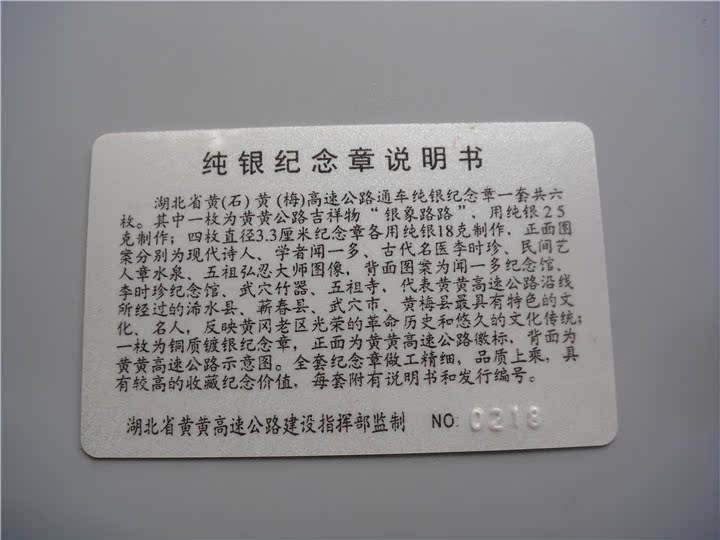 纯银纪念章说明书
湖北省黄(石)黄(梅)高速公路通车纯银纪念章一套共六
枚。其中一枚为黄黄公路吉祥物“银象路路”，用纯银25
克制作；四枚直径3.3厘米纪念章各用纯银18克制作，正面图
案分别为现代诗人、学者闻一多、古代名医李时珍、民间艺
人章水泉、五祖弘忍大师图像，背面图案为闻一多纪念馆、
李时珍纪念馆、武穴竹器、五祖寺，代表黄黄高速公路沿线
所经过的浠水县、蕲春县、武穴市、黄梅县最具有特色的文
化、名人，反映黄冈老区光荣的革命历史和悠久的文化传统；
一枚为铜质镀银纪念章，正面为黄黄高速公路徽标，背面为
黄黄高速公路示意图。全套纪念章做工精细，品质上乘，具
有较高的收藏纪念价值，每套附有说明书和发行编号。
湖北省黄黄高速公路建设指挥部监制 NO: 0218